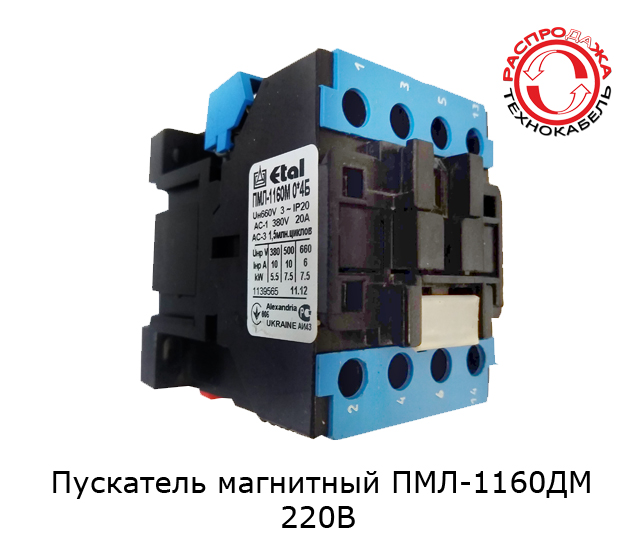 РАСПРОДАЖА
ТЕХНОКАБЕЛЬ
1 3 5 13
Etal
ПМЛ-1160М 0*4Б
Uн660V 3 ~ IP20
AC-1 380V 20A
AC-3 1,5млн.циклов
Uнр V 380 500 660
Iнр A 10 10 6
kW 5.5 7.5 7.5
1139565 11.12
Alexandria
006
UKRAINE АИ43
2 4 6 14
Пускатель магнитный ПМЛ-1160ДМ
220В